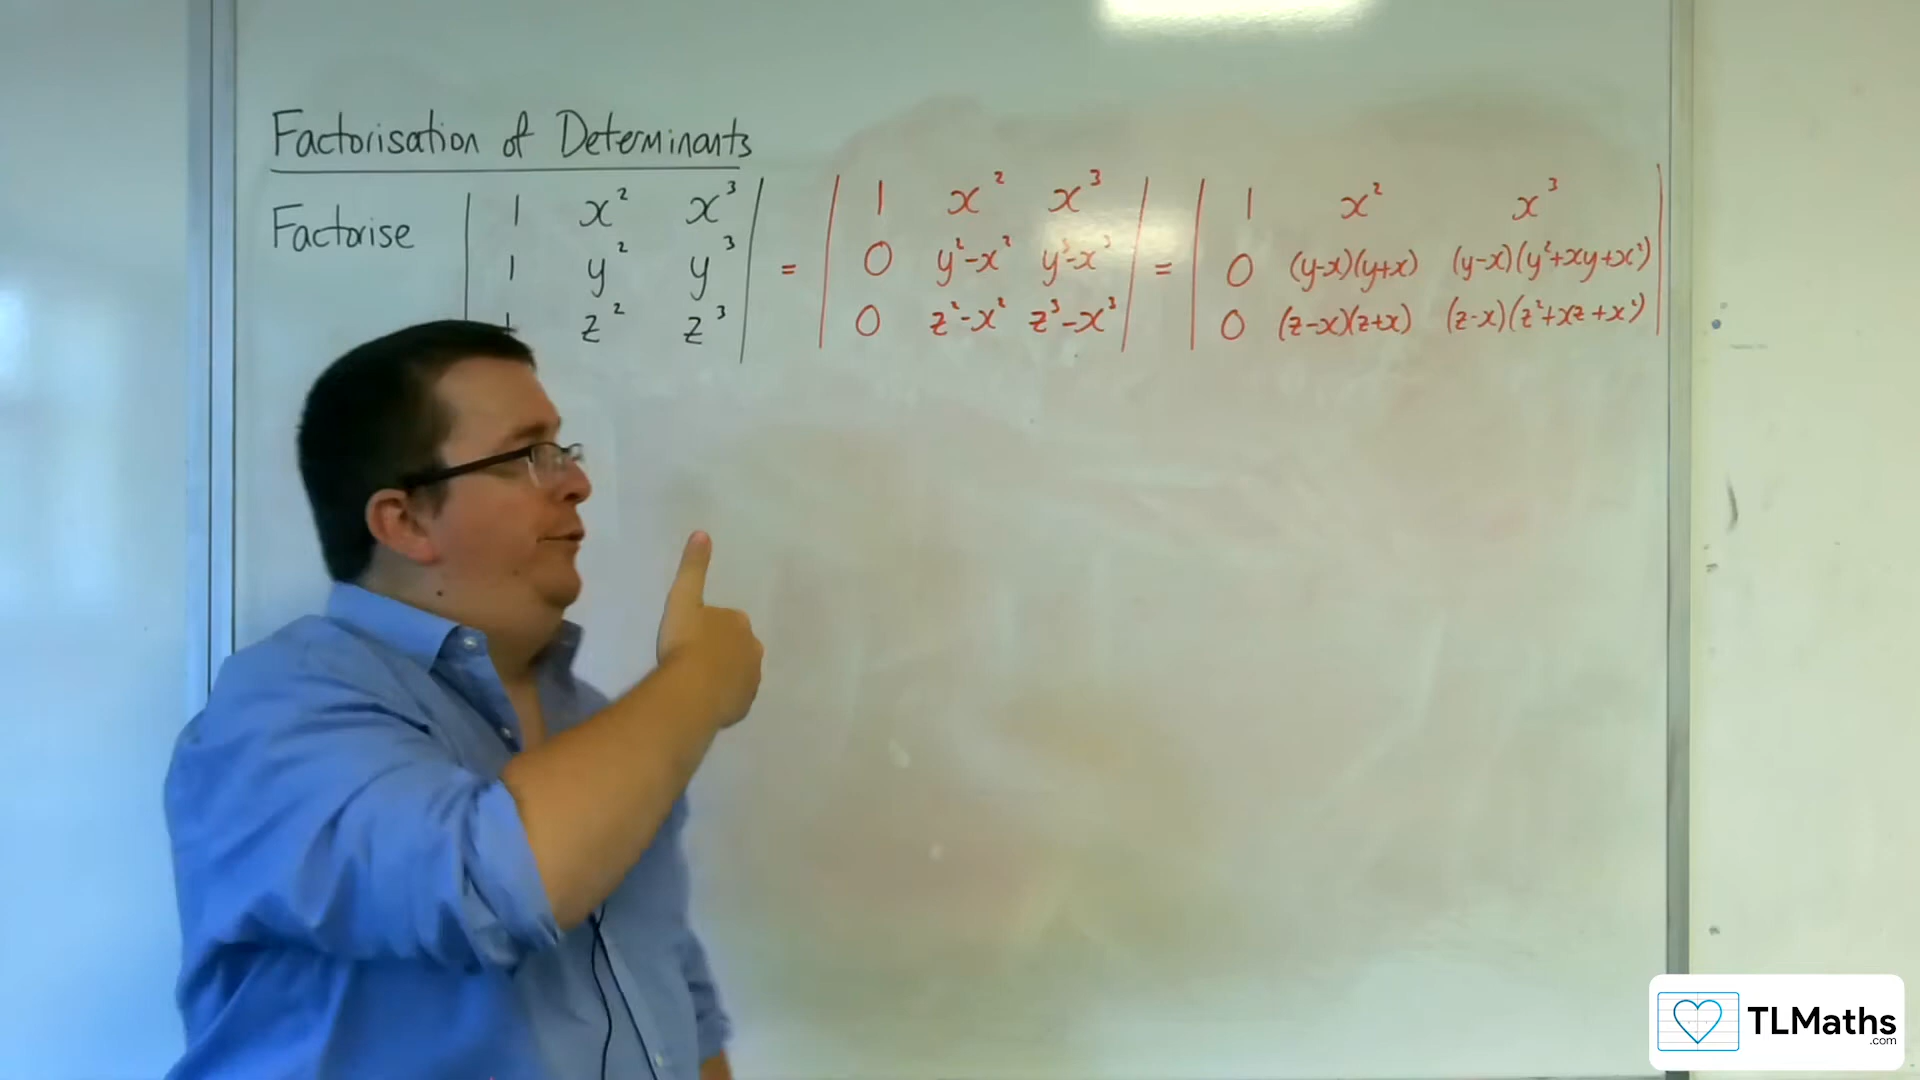 Factorisation of Determinants
Factorise | 1 x² x³ | = | 1 x² x³ | = | 1 x² x³ |
| 1 y² y³ | | 0 y²-x² y³-x³ | | 0 (y-x)(y+x) (y-x)(y²+xy+x²) |
| 1 z² z³ | | 0 z²-x² z³-x³ | | 0 (z-x)(z+x) (z-x)(z²+xz+x²) |
TLMaths
.com